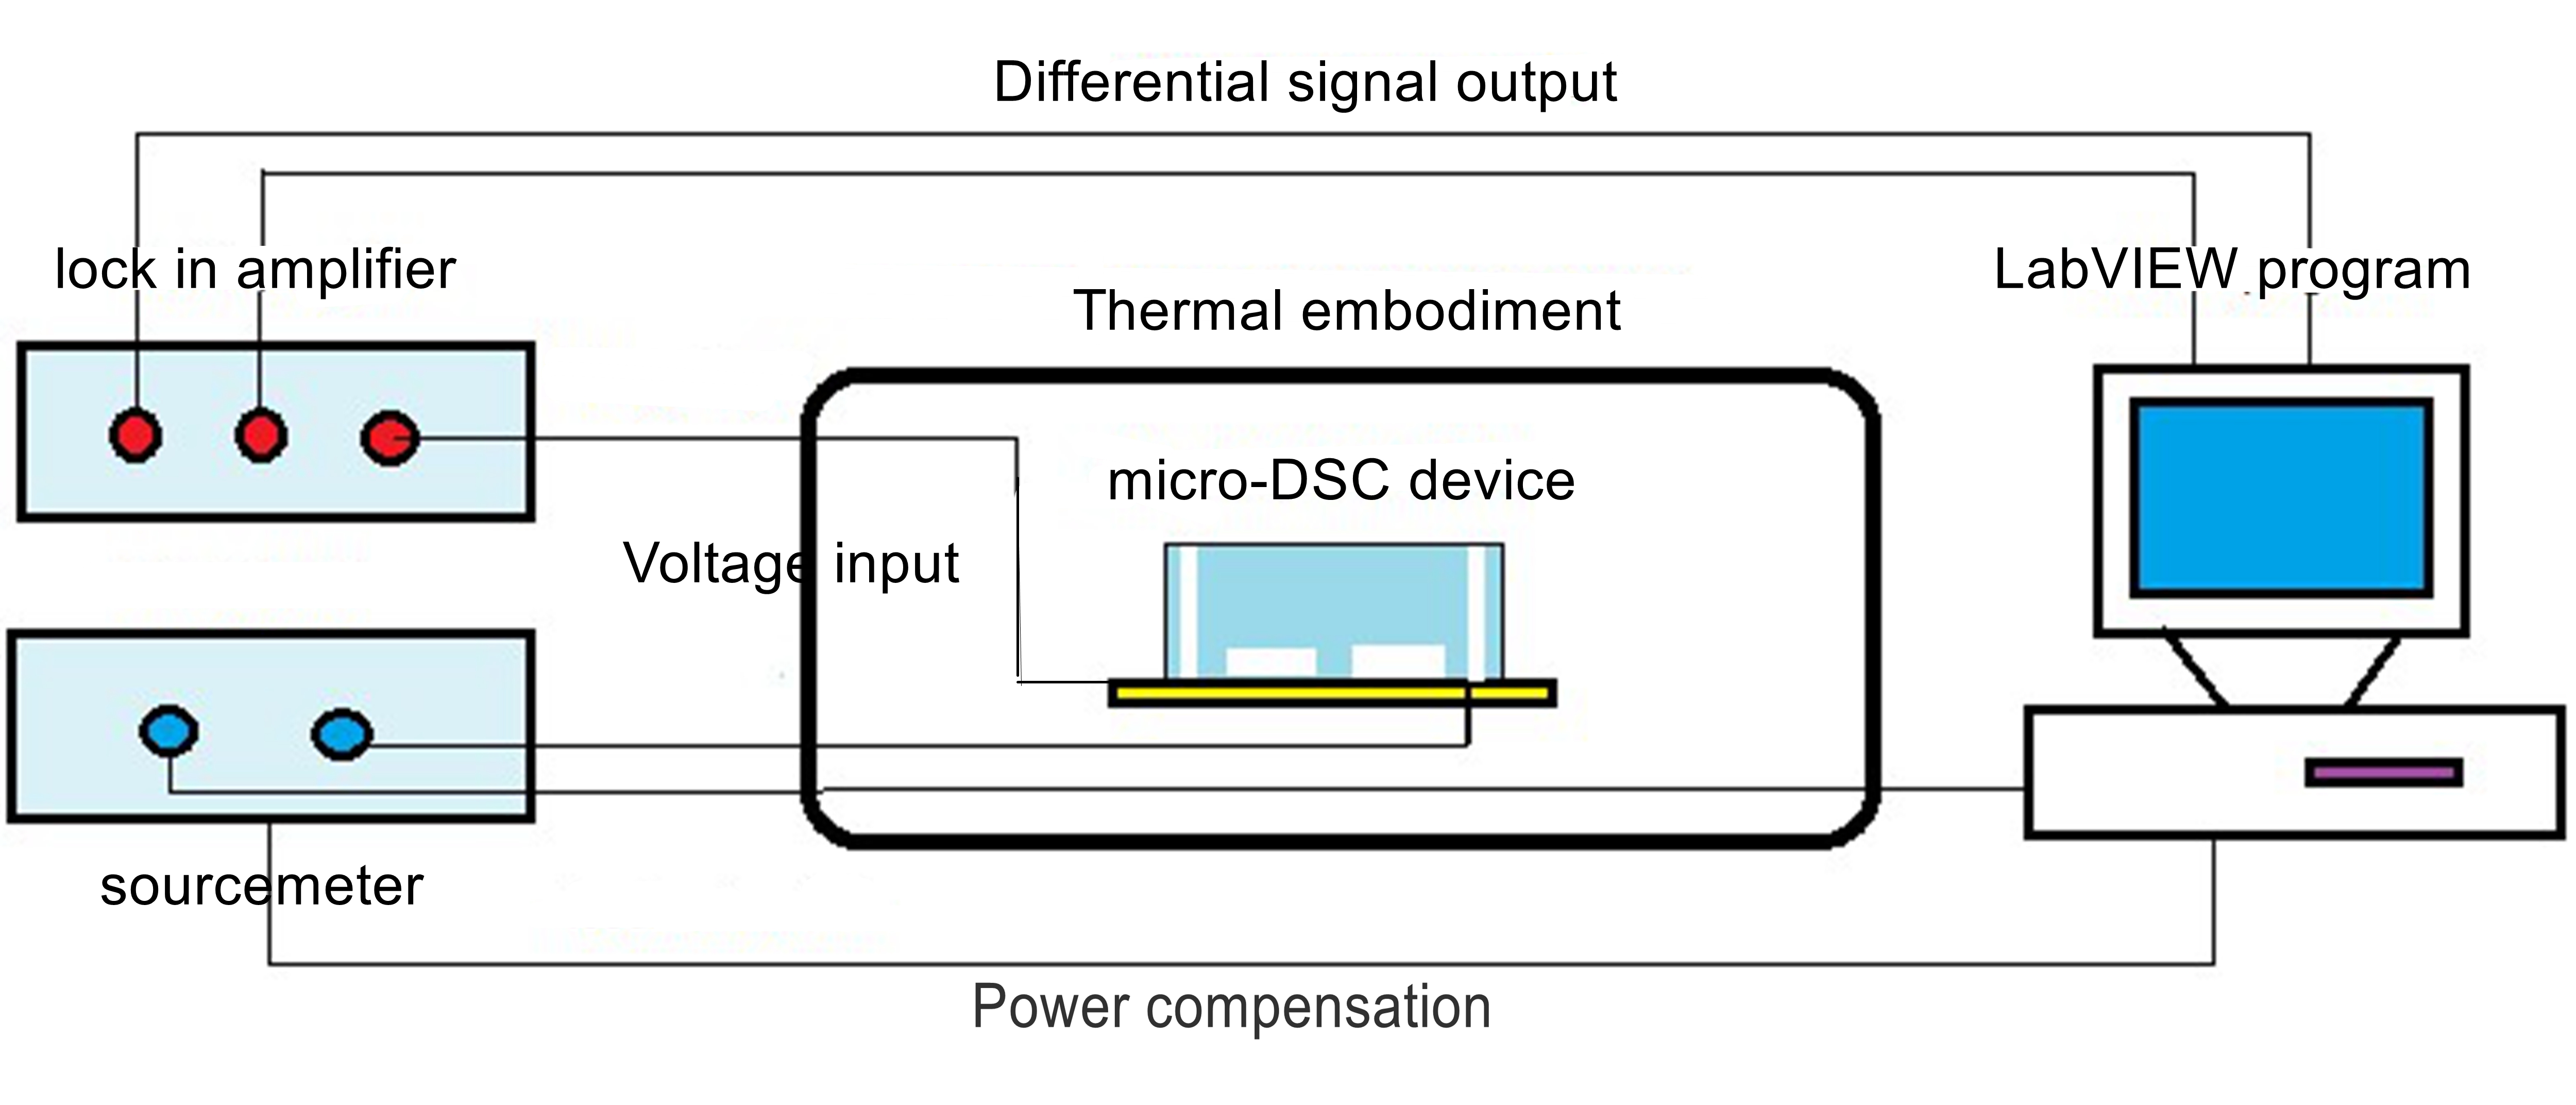 Differential signal output
lock in amplifier
LabVIEW program
Thermal embodiment
micro-DSC device
Voltage input
sourcemeter
Power compensation